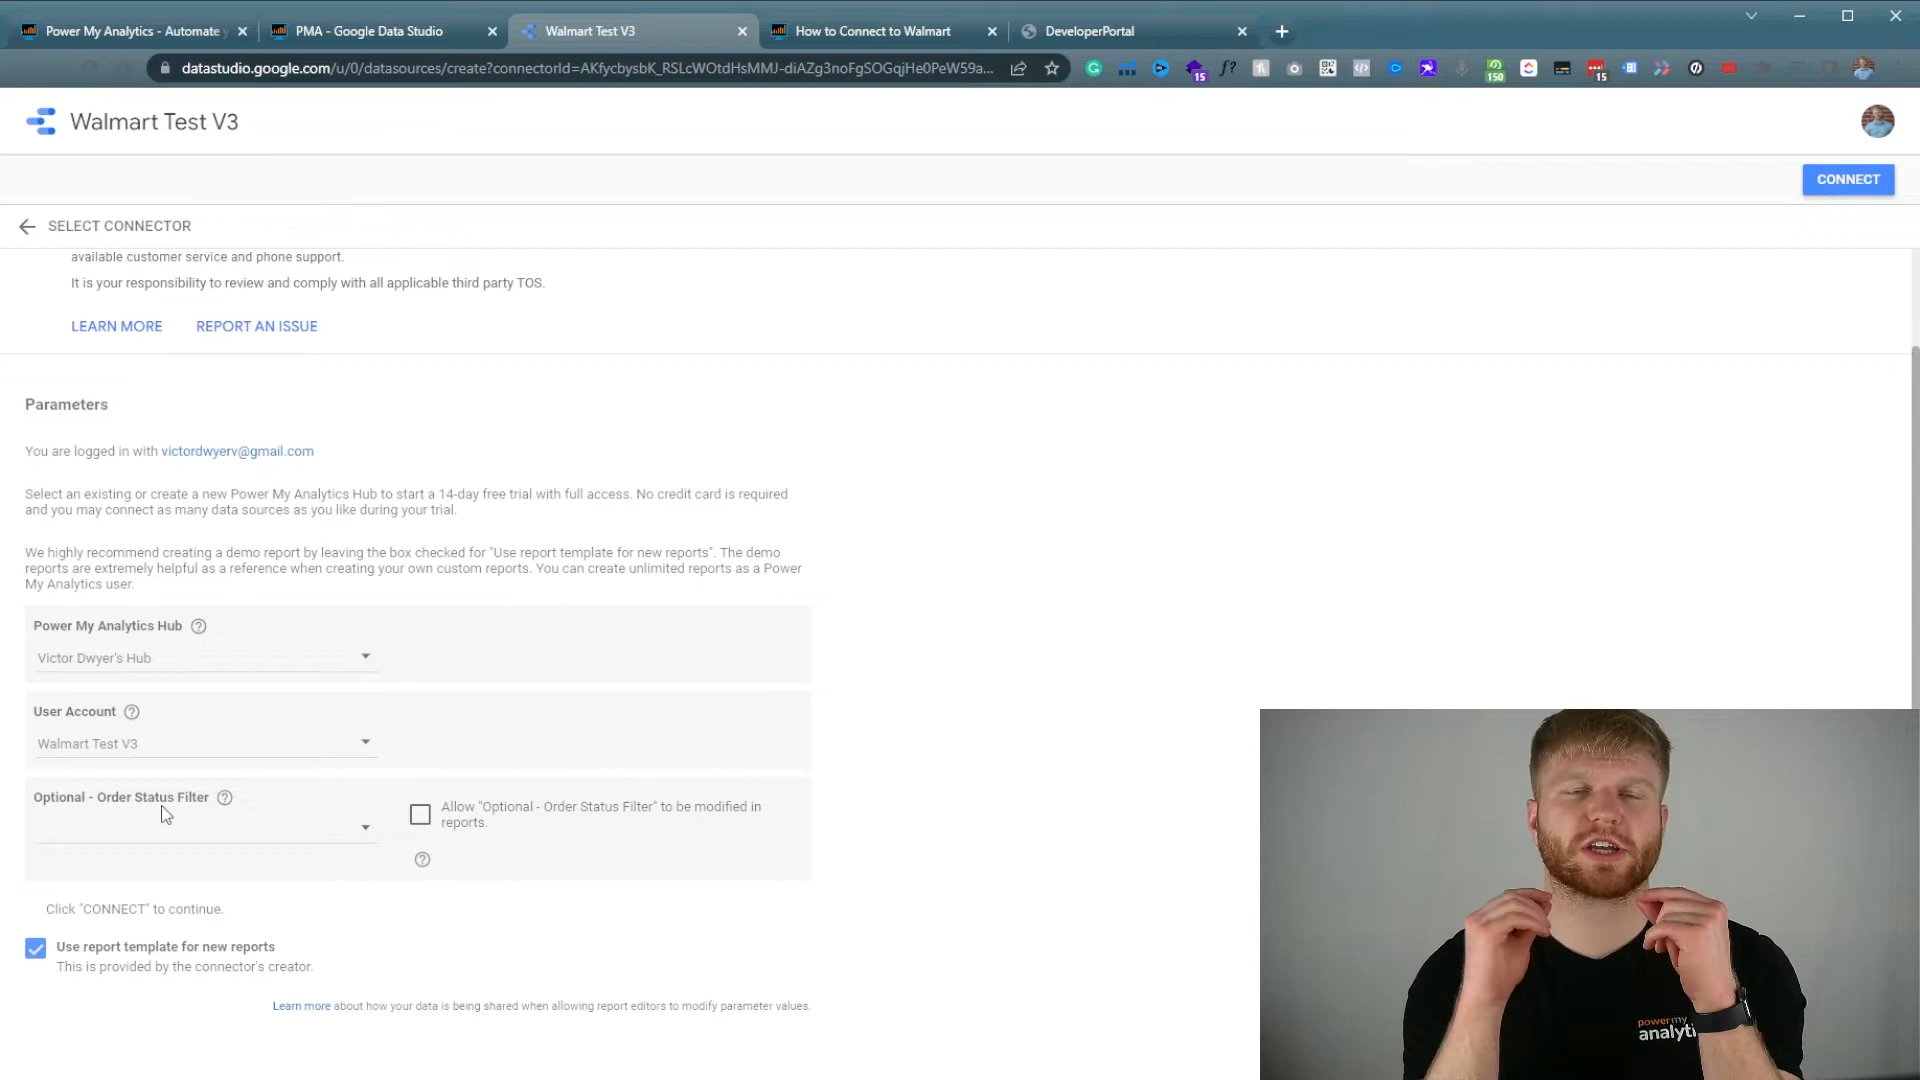 Power My Analytics - Automate y
PMA - Google Data Studio
Walmart Test V3
How to Connect to Walmart
DeveloperPortal
datastudio.google.com/u/0/datasources/create?connectorId=AKfycbysbK_RSLcWOtdHsMMJ-diAZg3noFgSOGqjHe0PeW59a...
15
f?
150
15
Walmart Test V3
CONNECT
SELECT CONNECTOR
available customer service and phone support.
It is your responsibility to review and comply with all applicable third party TOS.
LEARN MORE
REPORT AN ISSUE
Parameters
You are logged in with victordwyerv@gmail.com
Select an existing or create a new Power My Analytics Hub to start a 14-day free trial with full access. No credit card is required
and you may connect as many data sources as you like during your trial.
We highly recommend creating a demo report by leaving the box checked for "Use report template for new reports". The demo
reports are extremely helpful as a reference when creating your own custom reports. You can create unlimited reports as a Power
My Analytics user.
Power My Analytics Hub
Victor Dwyer's Hub
User Account
Walmart Test V3
Optional - Order Status Filter
Allow "Optional - Order Status Filter" to be modified in
reports.
Click "CONNECT" to continue.
Use report template for new reports
This is provided by the connector's creator.
Learn more about how your data is being shared when allowing report editors to modify parameter values.
power my
analyti